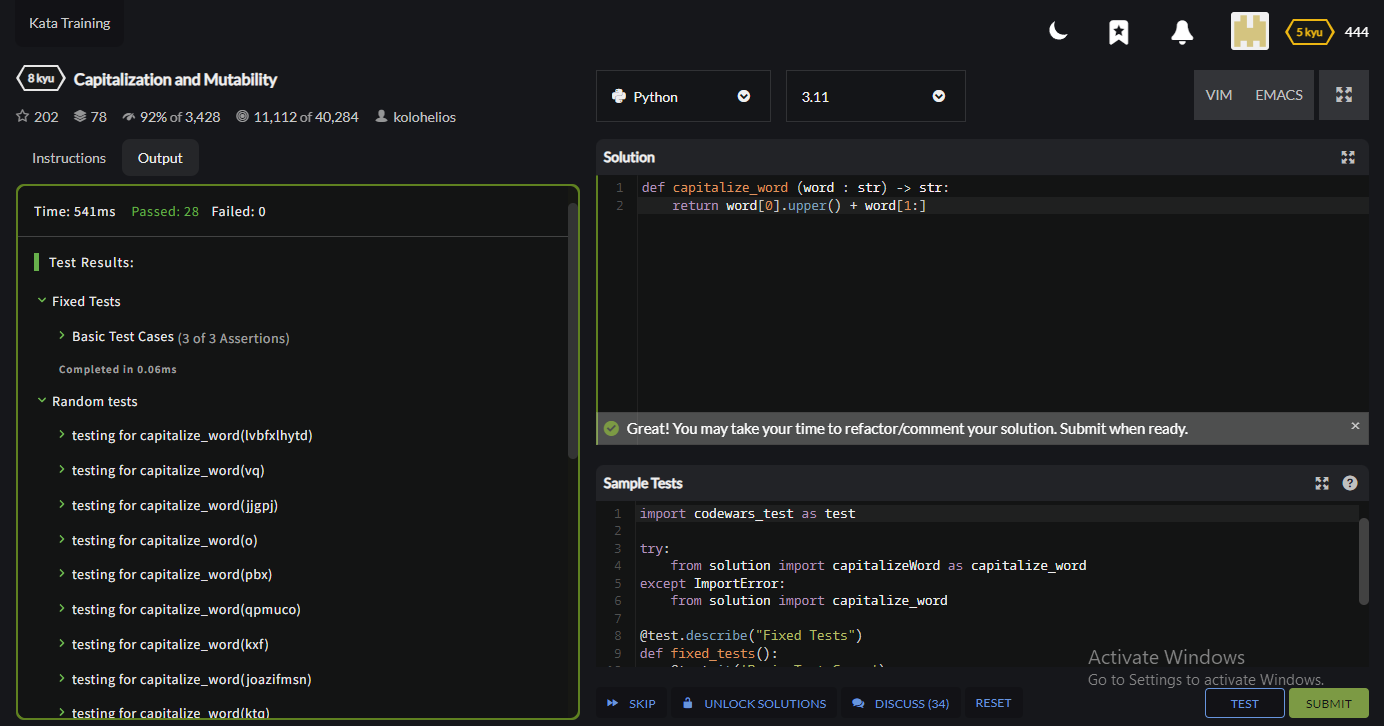 Kata Training
5 kyu 444
8 kyu Capitalization and Mutability
202 78 92% of 3,428 11,112 of 40,284 kolohelios
Instructions Output
Time: 541ms Passed: 28 Failed: 0
Test Results:
Fixed Tests
Basic Test Cases (3 of 3 Assertions)
Completed in 0.06ms
Random tests
testing for capitalize_word(lvbfxlhytd)
testing for capitalize_word(vq)
testing for capitalize_word(jjgpj)
testing for capitalize_word(o)
testing for capitalize_word(pbx)
testing for capitalize_word(qpmuco)
testing for capitalize_word(kxf)
testing for capitalize_word(joazifmsn)
testing for capitalize_word(ktq)
Python 3.11 VIM EMACS
Solution
1 def capitalize_word (word : str) -> str:
2 return word[0].upper() + word[1:]
Great! You may take your time to refactor/comment your solution. Submit when ready.
Sample Tests
1 import codewars_test as test
2
3 try:
4 from solution import capitalizeWord as capitalize_word
5 except ImportError:
6 from solution import capitalize_word
7
8 @test.describe("Fixed Tests")
9 def fixed_tests():
Activate Windows
Go to Settings to activate Windows.
SKIP UNLOCK SOLUTIONS DISCUSS (34) RESET TEST SUBMIT